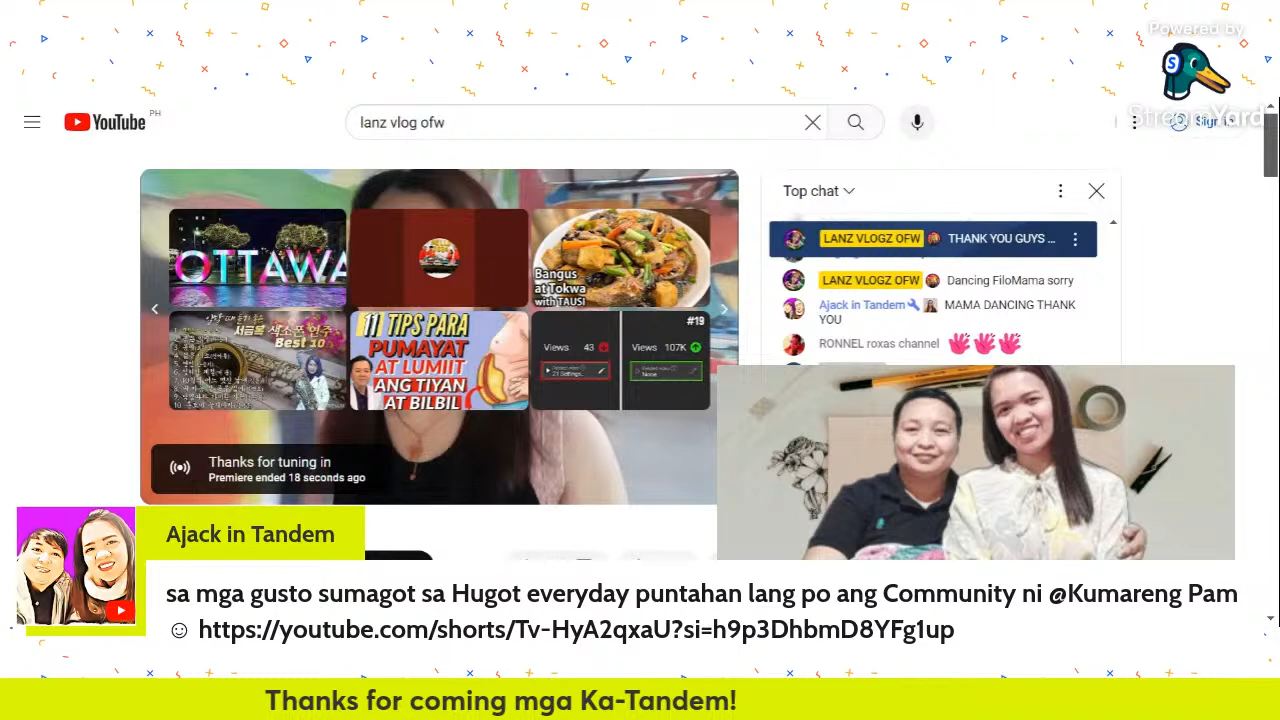 Powered by
StreamYard
YouTube PH
lanz vlog ofw
Sign in
Top chat
LANZ VLOGZ OFW THANK YOU GUYS ...
LANZ VLOGZ OFW Dancing FiloMama sorry
Ajack in Tandem MAMA DANCING THANK
YOU
RONNEL roxas channel
OTTAWA
Bangus
at Tokwa
with TAUSI
Best 10
11 TIPS PARA
PUMAYAT
AT LUMIIT
ANG TIYAN
AT BILBIL
#19
Views 43
Views 107K
None
Thanks for tuning in
Premiere ended 18 seconds ago
Ajack in Tandem
sa mga gusto sumagot sa Hugot everyday puntahan lang po ang Community ni @Kumareng Pam
☺ https://youtube.com/shorts/Tv-HyA2qxaU?si=h9p3DhbmD8YFg1up
Thanks for coming mga Ka-Tandem!